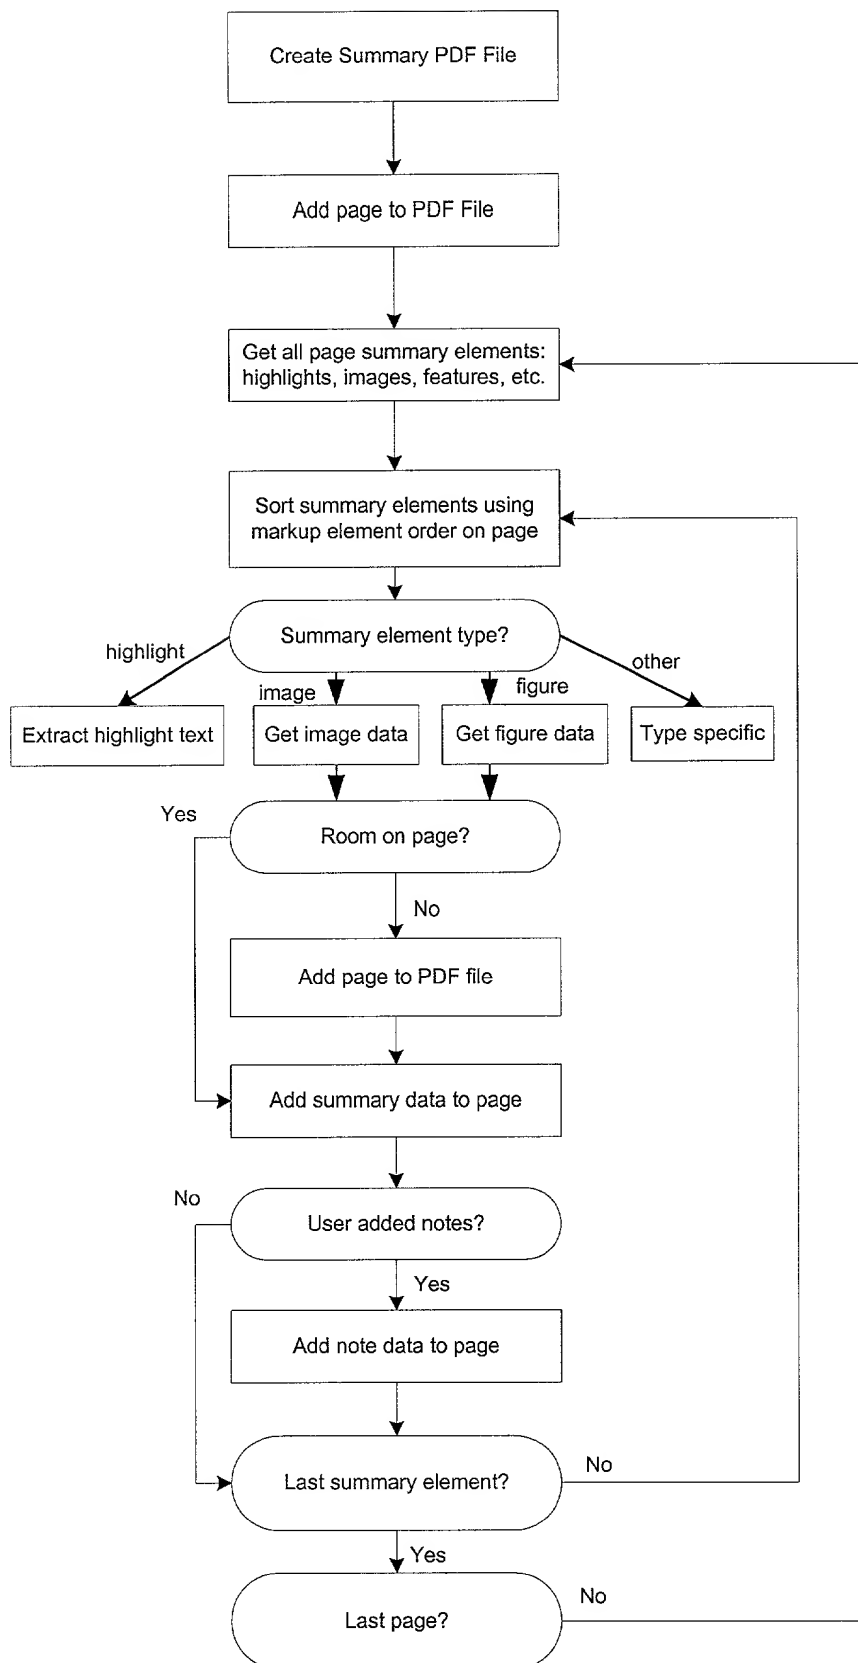 Create Summary PDF File
Add page to PDF File
Get all page summary elements:
highlights, images, features, etc.
Sort summary elements using
markup element order on page
Summary element type?
highlight
image
figure
other
Extract highlight text
Get image data
Get figure data
Type specific
Yes
Room on page?
No
Add page to PDF file
Add summary data to page
No
User added notes?
Yes
Add note data to page
Last summary element?
No
Yes
Last page?
No